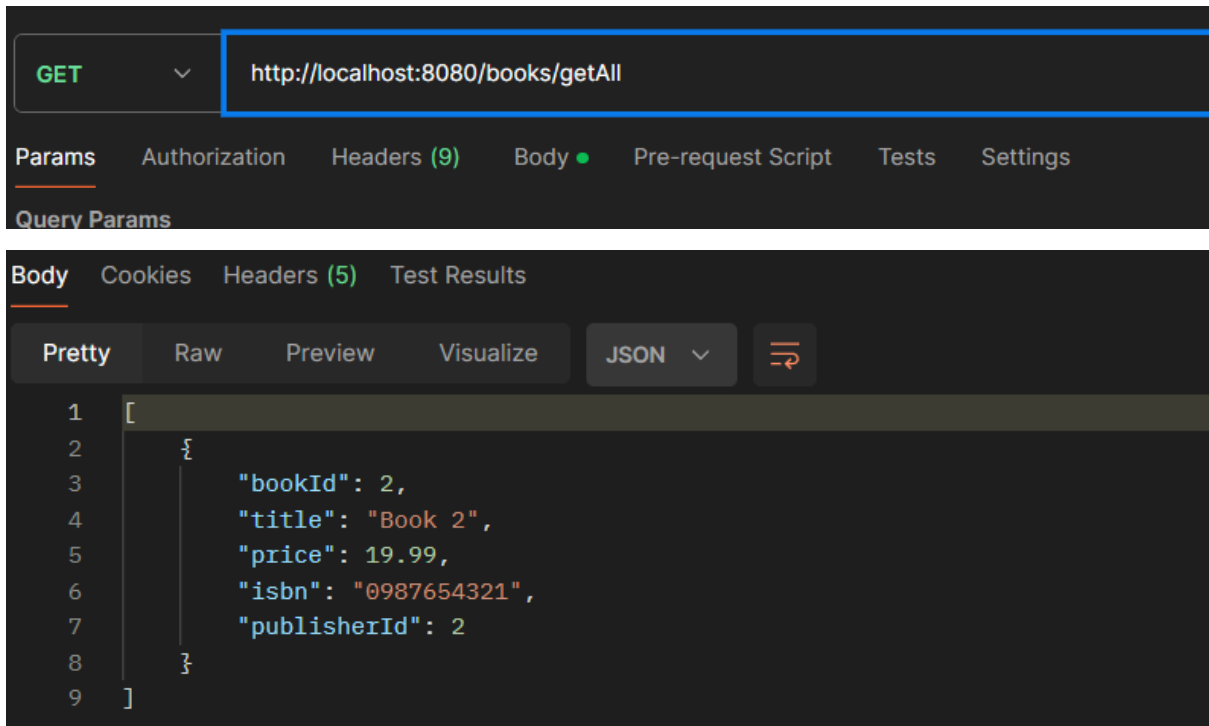 GET http://localhost:8080/books/getAll
Params Authorization Headers (9) Body Pre-request Script Tests Settings
Query Params
Body Cookies Headers (5) Test Results
Pretty Raw Preview Visualize JSON
1 [
2 {
3 "bookId": 2,
4 "title": "Book 2",
5 "price": 19.99,
6 "isbn": "0987654321",
7 "publisherId": 2
8 }
9 ]